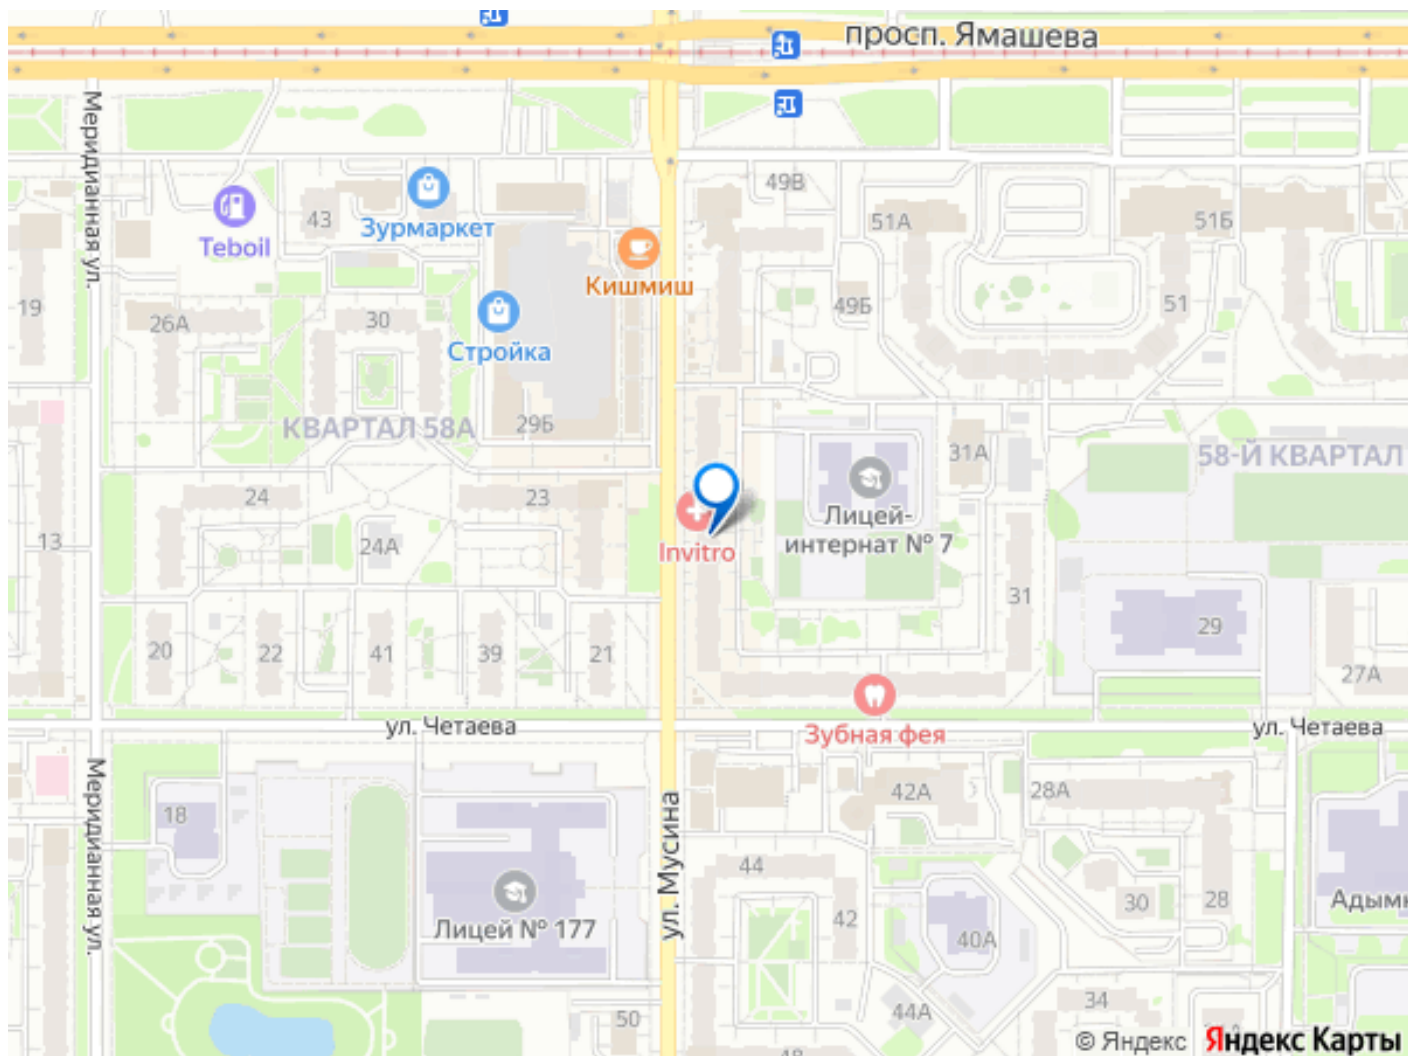 просп. Ямашева
Меридианная ул.
49В
51А
51Б
43
Зурмаркет
Teboil
Кишмиш
19
26А
30
49Б
51
Стройка
29Б
КВАРТАЛ 58А
31А
58-Й КВАРТАЛ
24
23
Лицей-
интернат № 7
Invitro
13
24А
31
29
20
22
41
39
21
27А
ул. Четаева
Зубная фея
ул. Четаева
Меридианная ул.
18
ул. Мусина
42А
28А
44
Лицей № 177
42
40А
30
28
Адымн
44А
34
50
© Яндекс
Яндекс Карты